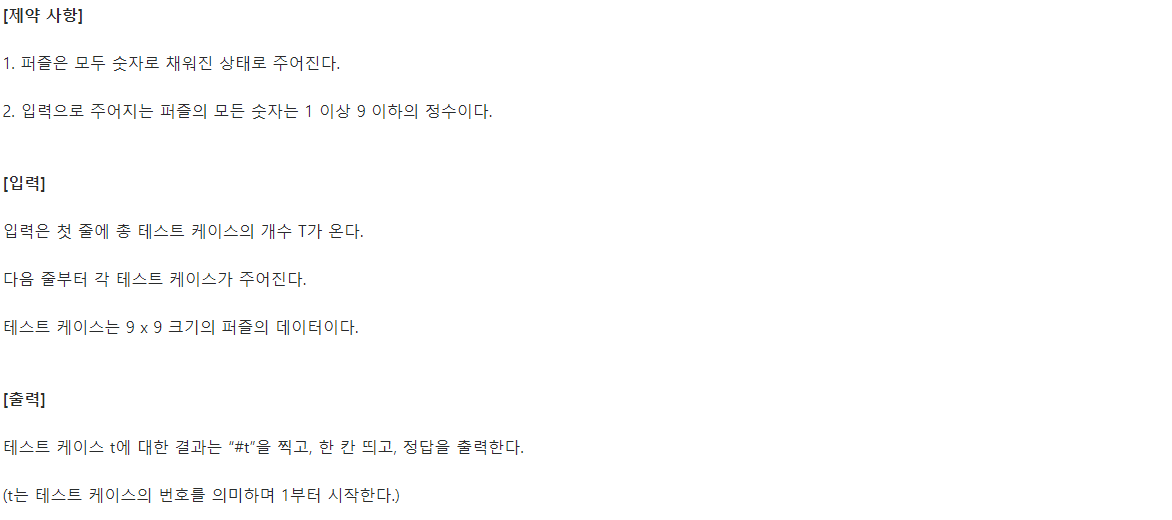 [제약 사항]
1. 퍼즐은 모두 숫자로 채워진 상태로 주어진다.
2. 입력으로 주어지는 퍼즐의 모든 숫자는 1 이상 9 이하의 정수이다.
[입력]
입력은 첫 줄에 총 테스트 케이스의 개수 T가 온다.
다음 줄부터 각 테스트 케이스가 주어진다.
테스트 케이스는 9 x 9 크기의 퍼즐의 데이터이다.
[출력]
테스트 케이스 t에 대한 결과는 “#t”을 찍고, 한 칸 띄고, 정답을 출력한다.
(t는 테스트 케이스의 번호를 의미하며 1부터 시작한다.)